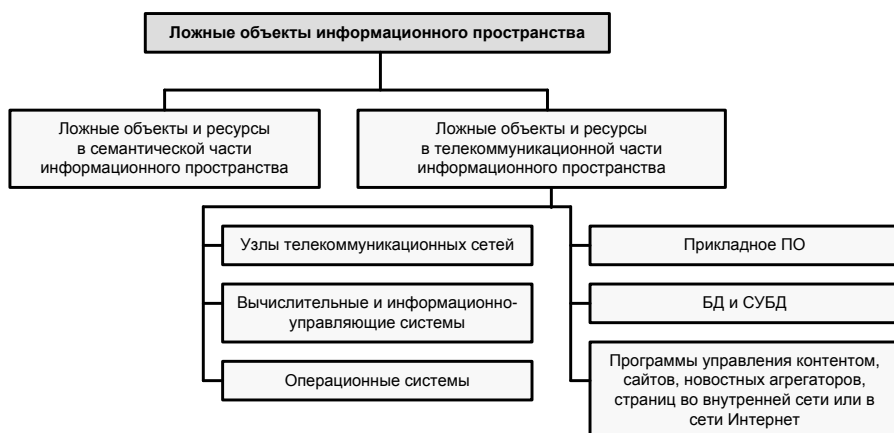 Ложные объекты информационного пространства
Ложные объекты и ресурсы
в семантической части
информационного пространства
Ложные объекты и ресурсы
в телекоммуникационной части
информационного пространства
Узлы телекоммуникационных сетей
Вычислительные и информационно-
управляющие системы
Операционные системы
Прикладное ПО
БД и СУБД
Программы управления контентом,
сайтов, новостных агрегаторов,
страниц во внутренней сети или в
сети Интернет